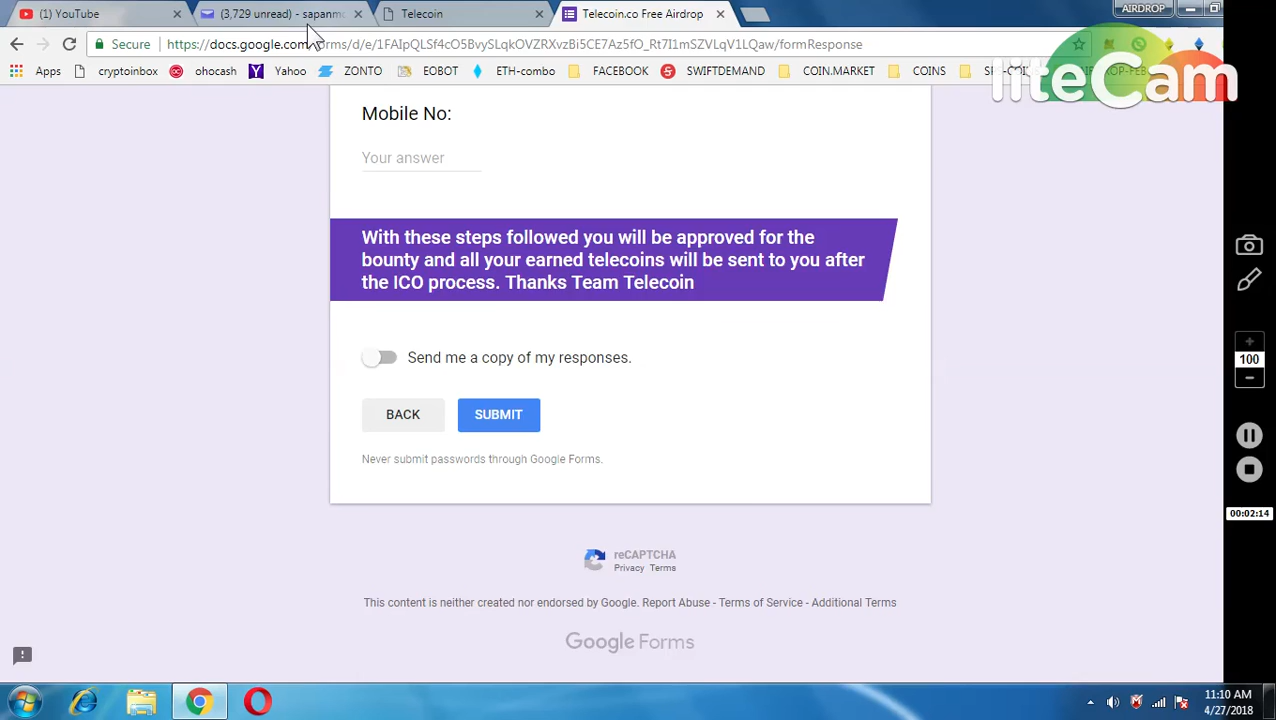 (1) YouTube
(3,729 unread) - sapanmo
Telecoin
Telecoin.co Free Airdrop
AIRDROP
Secure
https://docs.google.com/forms/d/e/1FAIpQLSf4cO5BvySLqkOVZRXvzBi5CE7Az5fO_Rt7I1mSZVLqV1LQaw/formResponse
Apps
cryptoinbox
ohocash
Yahoo
EOBOT
ETH-combo
FACEBOOK
SWIFTDEMAND
COIN.MARKET
COINS
liteCam
Mobile No:
Your answer
With these steps followed you will be approved for the
bounty and all your earned telecoins will be sent to you after
the ICO process. Thanks Team Telecoin
Send me a copy of my responses.
BACK
SUBMIT
Never submit passwords through Google Forms.
100
00:02:14
reCAPTCHA
Privacy Terms
This content is neither created nor endorsed by Google. Report Abuse - Terms of Service - Additional Terms
Google Forms
11:10 AM
4/27/2018